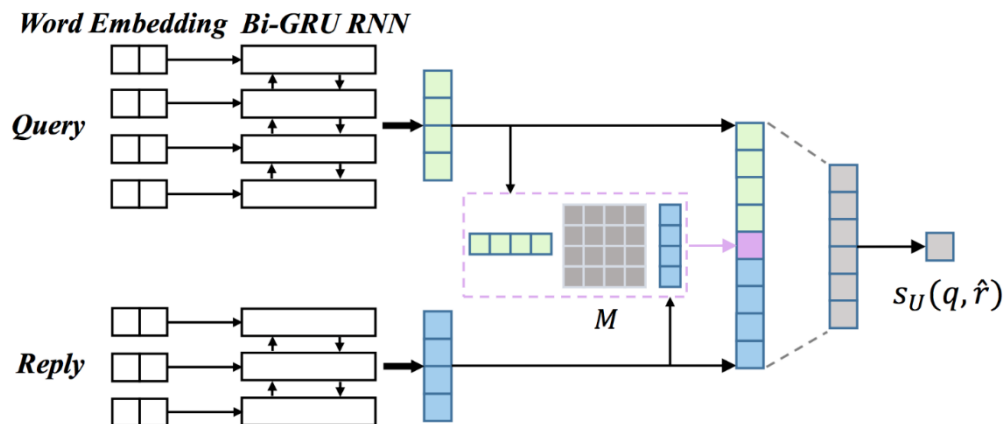 Word Embedding Bi-GRU RNN
Query
M
s_U(q, r̂)
Reply